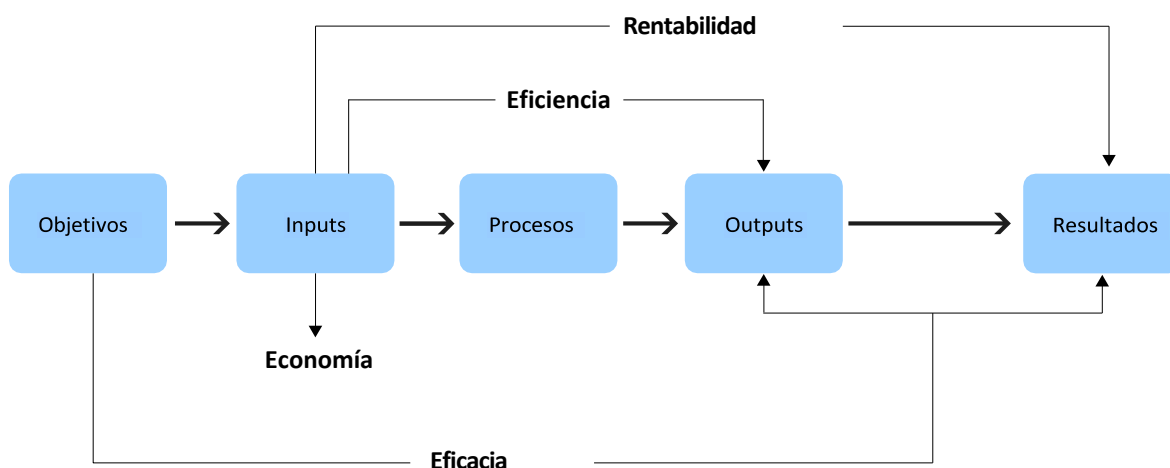 Rentabilidad
Eficiencia
Objetivos
Inputs
Procesos
Outputs
Resultados
Economía
Eficacia